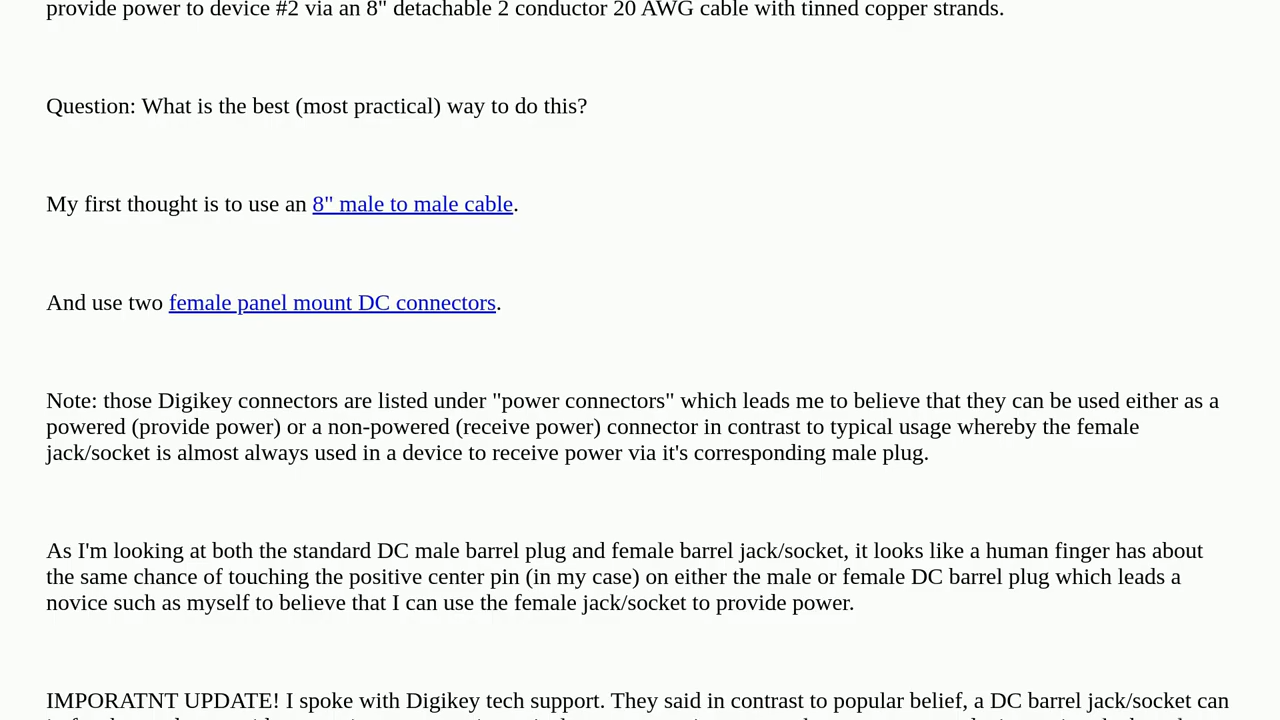 provide power to device #2 via an 8" detachable 2 conductor 20 AWG cable with tinned copper strands.
Question: What is the best (most practical) way to do this?
My first thought is to use an 8" male to male cable.
And use two female panel mount DC connectors.
Note: those Digikey connectors are listed under "power connectors" which leads me to believe that they can be used either as a
powered (provide power) or a non-powered (receive power) connector in contrast to typical usage whereby the female
jack/socket is almost always used in a device to receive power via it's corresponding male plug.
As I'm looking at both the standard DC male barrel plug and female barrel jack/socket, it looks like a human finger has about
the same chance of touching the positive center pin (in my case) on either the male or female DC barrel plug which leads a
novice such as myself to believe that I can use the female jack/socket to provide power.
IMPORATNT UPDATE! I spoke with Digikey tech support. They said in contrast to popular belief, a DC barrel jack/socket can